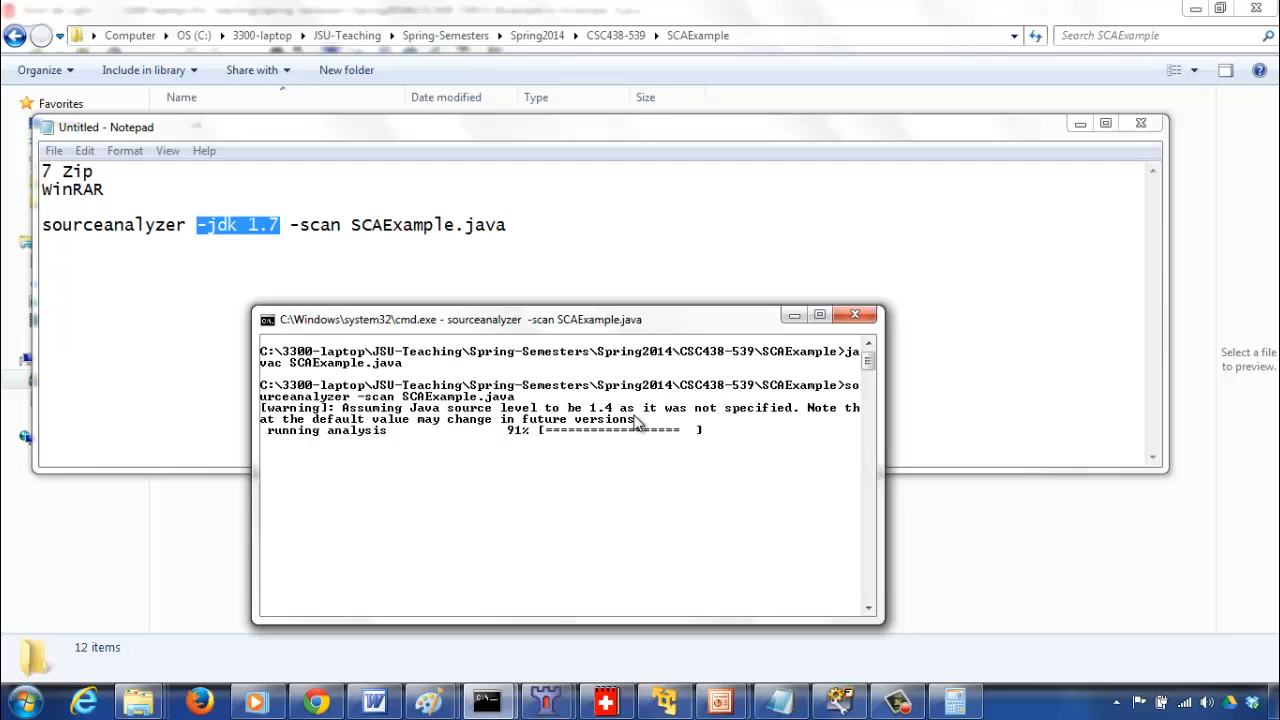 Computer OS (C:) 3300-laptop JSU-Teaching Spring-Semesters Spring2014 CSC438-539 SCAExample Search SCAExample
Organize Include in library Share with New folder
Favorites Name Date modified Type Size
Untitled - Notepad
File Edit Format View Help
7 Zip
WinRAR
sourceanalyzer -jdk 1.7 -scan SCAExample.java
C:\Windows\system32\cmd.exe - sourceanalyzer -scan SCAExample.java
C:\3300-laptop\JSU-Teaching\Spring-Semesters\Spring2014\CSC438-539\SCAExample>ja
vac SCAExample.java
C:\3300-laptop\JSU-Teaching\Spring-Semesters\Spring2014\CSC438-539\SCAExample>so
urceanalyzer -scan SCAExample.java
[warning]: Assuming Java source level to be 1.4 as it was not specified. Note th
at the default value may change in future versions
running analysis 91% [================== ]
Select a file
to preview.
12 items